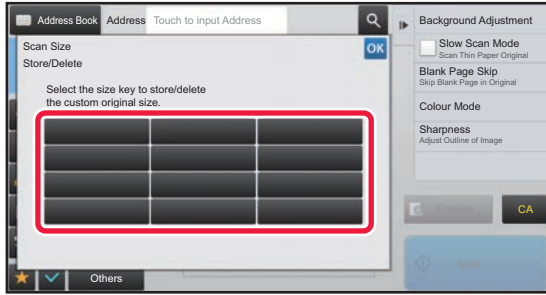 Address Book Address Touch to input Address
Scan Size
OK
Store/Delete
Select the size key to store/delete
the custom original size.
Others
Background Adjustment
Slow Scan Mode
Scan Thin Paper Original
Blank Page Skip
Skip Blank Page in Original
Colour Mode
Sharpness
Adjust Outline of Image
Preview
CA
Start